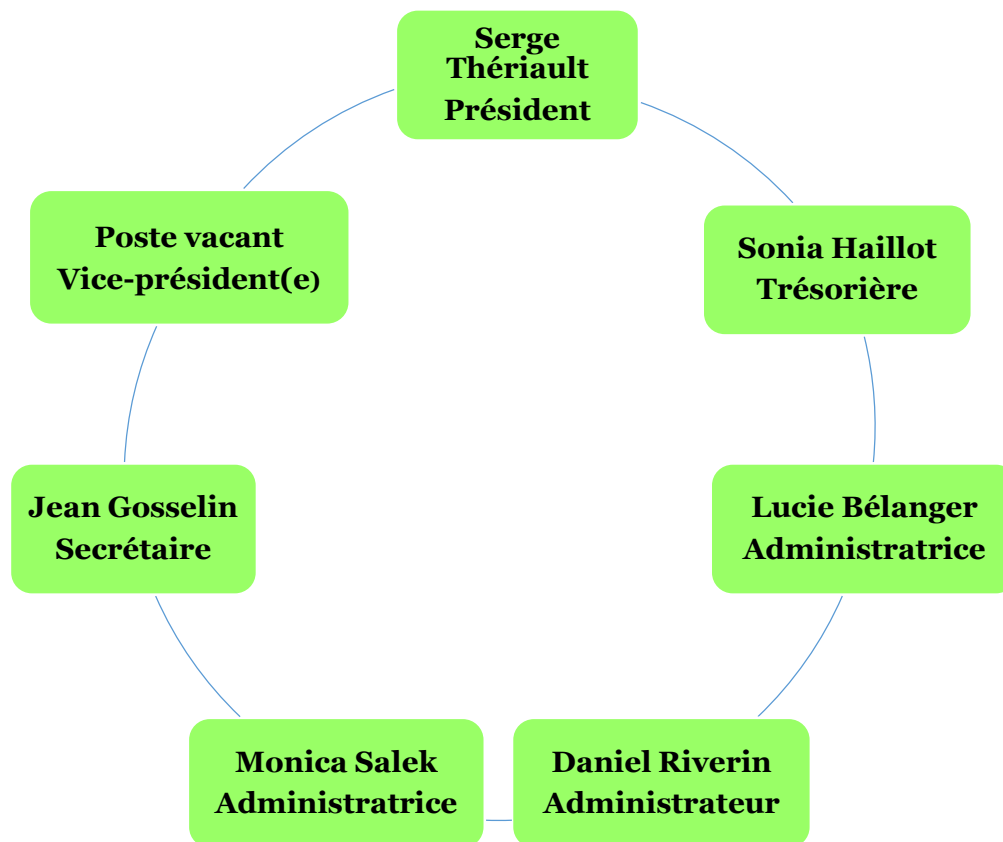 Serge
Thériault
Président
Poste vacant
Vice-président(e)
Sonia Haillot
Trésorière
Jean Gosselin
Secrétaire
Lucie Bélanger
Administratrice
Monica Salek
Administratrice
Daniel Riverin
Administrateur